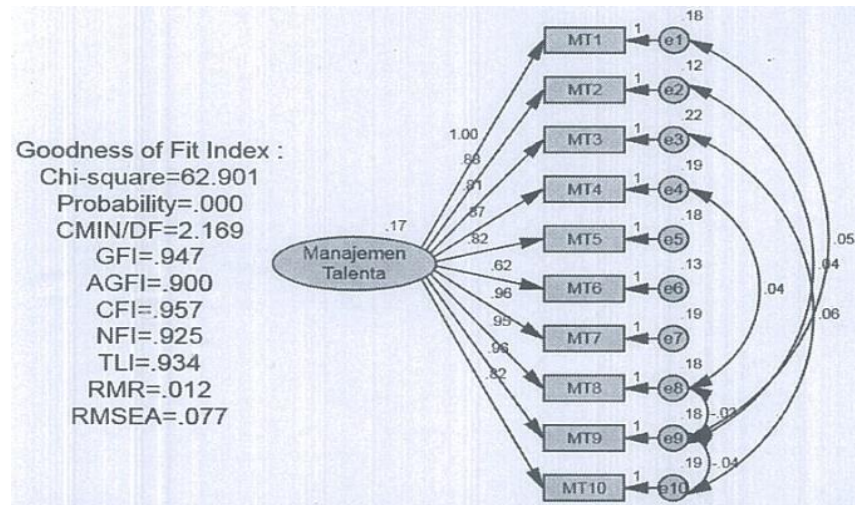 Goodness of Fit Index :
Chi-square=62.901
Probability=.000
CMIN/DF=2.169
GFI=.947
AGFI=.900
CFI=.957
NFI=.925
TLI=.934
RMR=.012
RMSEA=.077
.17
Manajemen
Talenta
1.00
.81
.87
.82
.62
.96
.95
.96
.82
MT1 1 e1 .18
MT2 1 e2 .12
MT3 1 e3 .22
MT4 1 e4 .19
MT5 1 e5 .18
MT6 1 e6 .13
MT7 1 e7 .19
MT8 1 e8 .18
MT9 1 e9 .18
MT10 1 e10 .19
.05
.04
.06
.04
-.04